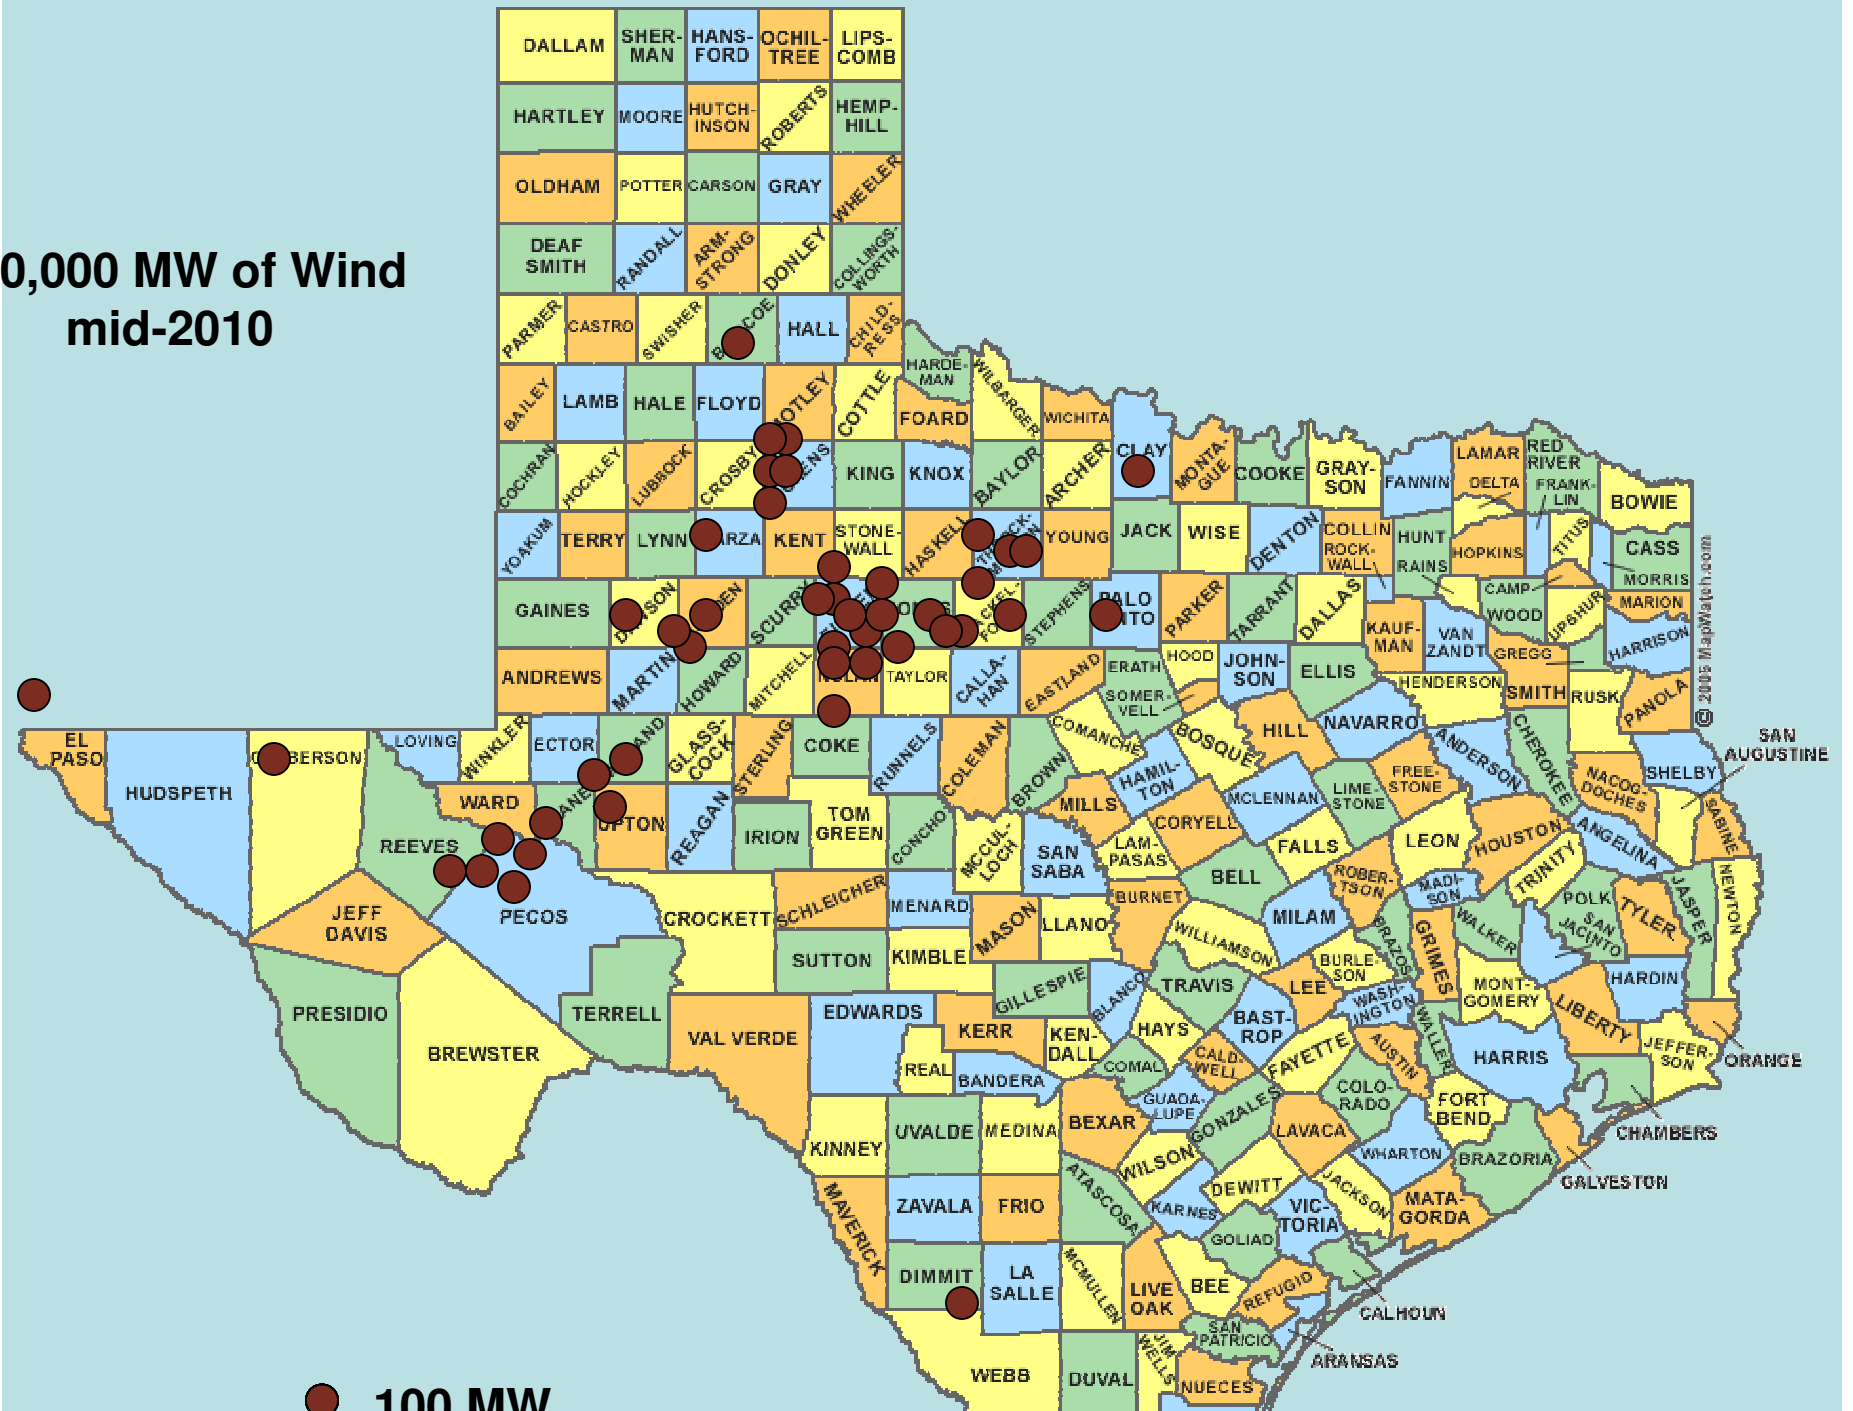 DALLAM
SHER-
MAN
HANS-
FORD
OCHIL-
TREE
LIPS-
COMB
HARTLEY
MOORE
HUTCH-
INSON
ROBERTS
HEMP-
HILL
OLDHAM
POTTER
CARSON
GRAY
WHEELER
DEAF
SMITH
RANDALL
ARM-
STRONG
DONLEY
COLLINGS-
WORTH
0,000 MW of Wind
mid-2010
PARMER
CASTRO
SWISHER
B
COE
HALL
CHILD-
RESS
BAILEY
LAMB
HALE
FLOYD
OTLEY
COTTLE
HARDE-
MAN
FOARD
WILBARGER
WICHITA
CLAY
COCHRAN
HOCKLEY
LUBBOCK
CROSBY
ENS
KING
KNOX
BAYLOR
ARCHER
MONTA-
GUE
COOKE
GRAY-
SON
FANNIN
LAMAR
DELTA
RED
RIVER
FRANK-
LIN
BOWIE
YOAKUM
TERRY
LYNN
RZA
KENT
STONE-
WALL
HASKELL
YOUNG
JACK
WISE
DENTON
COLLIN
ROCK-
WALL
HUNT
RAINS
HOPKINS
TITUS
CASS
MORRIS
GAINES
DAWSON
DEN
SCURRY
STEPHENS
PALO
NTO
PARKER
TARRANT
DALLAS
KAUF-
MAN
VAN
ZANDT
CAMP
WOOD
UPSHUR
MARION
HARRISON
GREGG
ANDREWS
MARTIN
HOWARD
MITCHELL
TAYLOR
CALLA-
HAN
EASTLAND
ERATH
HOOD
SOMER-
VELL
JOHN-
SON
ELLIS
HENDERSON
SMITH
RUSK
PANOLA
© 2005 MapWatch.com
EL
PASO
HUDSPETH
BERSON
LOVING
WINKLER
ECTOR
AND
GLASS-
COCK
STERLING
COKE
RUNNELS
COLEMAN
BROWN
COMANCHE
HAMIL-
TON
BOSQUE
HILL
NAVARRO
ANDERSON
CHEROKEE
NACOG-
DOCHES
SHELBY
SAN
AUGUSTINE
SABINE
REEVES
WARD
UPTON
REAGAN
IRION
TOM
GREEN
CONCHO
MCCUL-
LOCH
SAN
SABA
MILLS
LAM-
PASAS
CORYELL
MCLENNAN
LIME-
STONE
FREE-
STONE
FALLS
LEON
HOUSTON
ANGELINA
TRINITY
JEFF
DAVIS
PECOS
CROCKETT
SCHLEICHER
MENARD
MASON
LLANO
BURNET
BELL
MILAM
ROBER-
TSON
MADI-
SON
WALKER
POLK
SAN
JACINTO
TYLER
JASPER
NEWTON
PRESIDIO
BREWSTER
TERRELL
VAL VERDE
SUTTON
KIMBLE
EDWARDS
KERR
GILLESPIE
BLANCO
WILLIAMSON
TRAVIS
HAYS
BURLE-
SON
LEE
BRAZOS
GRIMES
WASH-
INGTON
MONT-
GOMERY
HARDIN
LIBERTY
ORANGE
REAL
BANDERA
KEN-
DALL
COMAL
CALD-
WELL
BAST-
ROP
FAYETTE
AUSTIN
WALLER
HARRIS
JEFFER-
SON
KINNEY
UVALDE
MEDINA
BEXAR
GUADA-
LUPE
GONZALES
LAVACA
COLO-
RADO
FORT
BEND
WHARTON
BRAZORIA
CHAMBERS
GALVESTON
MAVERICK
ZAVALA
FRIO
ATASCOSA
WILSON
KARNES
DEWITT
VIC-
TORIA
JACKSON
MATA-
GORDA
GOLIAD
DIMMIT
LA
SALLE
MCMULLEN
LIVE
OAK
BEE
REFUGIO
CALHOUN
SAN
PATRICIO
ARANSAS
WEBB
DUVAL
JIM
WELLS
NUECES
100 MW